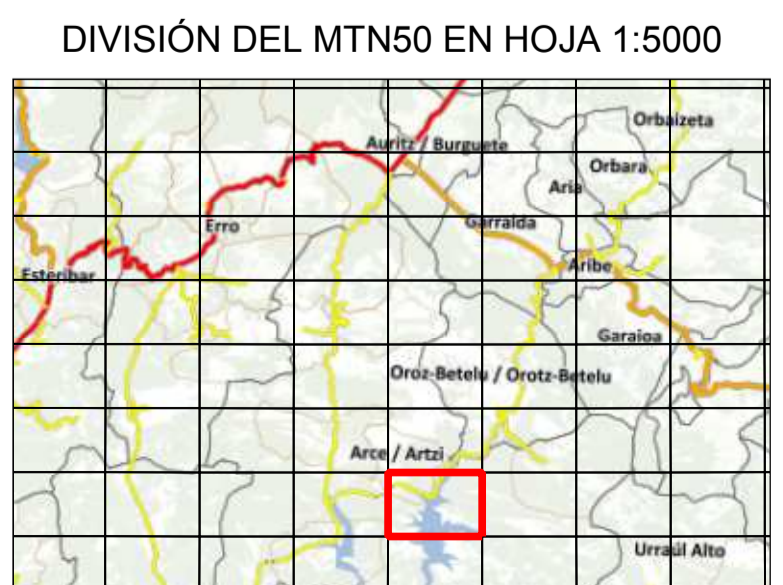 DIVISIÓN DEL MTN50 EN HOJA 1:5000
Orbaizeta
Auritz / Burguete
Orbara
Aria
Erro
Garralda
Esteribar
Aribe
Garaioa
Oroz-Betelu / Orotz-Betelu
Arce / Artzi
Urraúl Alto